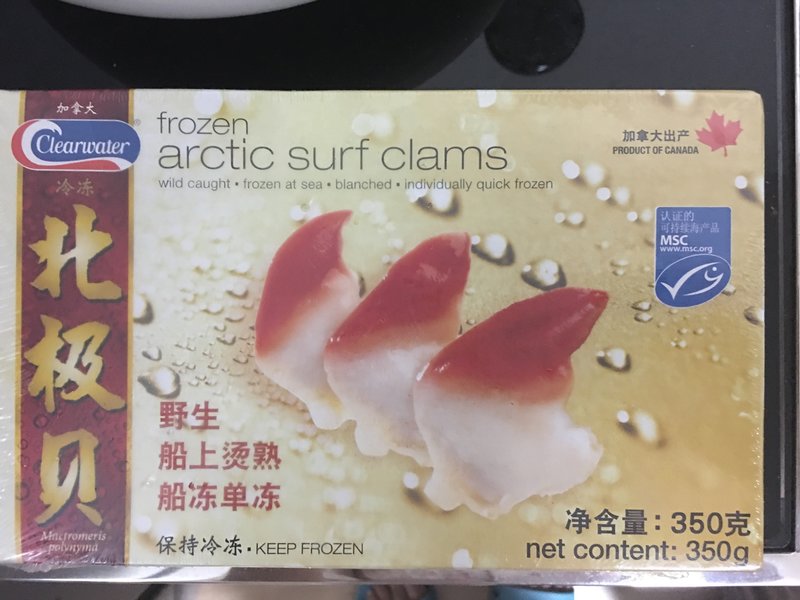 加拿大
Clearwater®
冷冻
北极贝
Mactromeris
polynyma
frozen
arctic surf clams
wild caught • frozen at sea • blanched • individually quick frozen
加拿大出产
PRODUCT OF CANADA
认证的
可持续海产品
MSC
www.msc.org
野生
船上烫熟
船冻单冻
保持冷冻 • KEEP FROZEN
净含量: 350克
net content: 350g